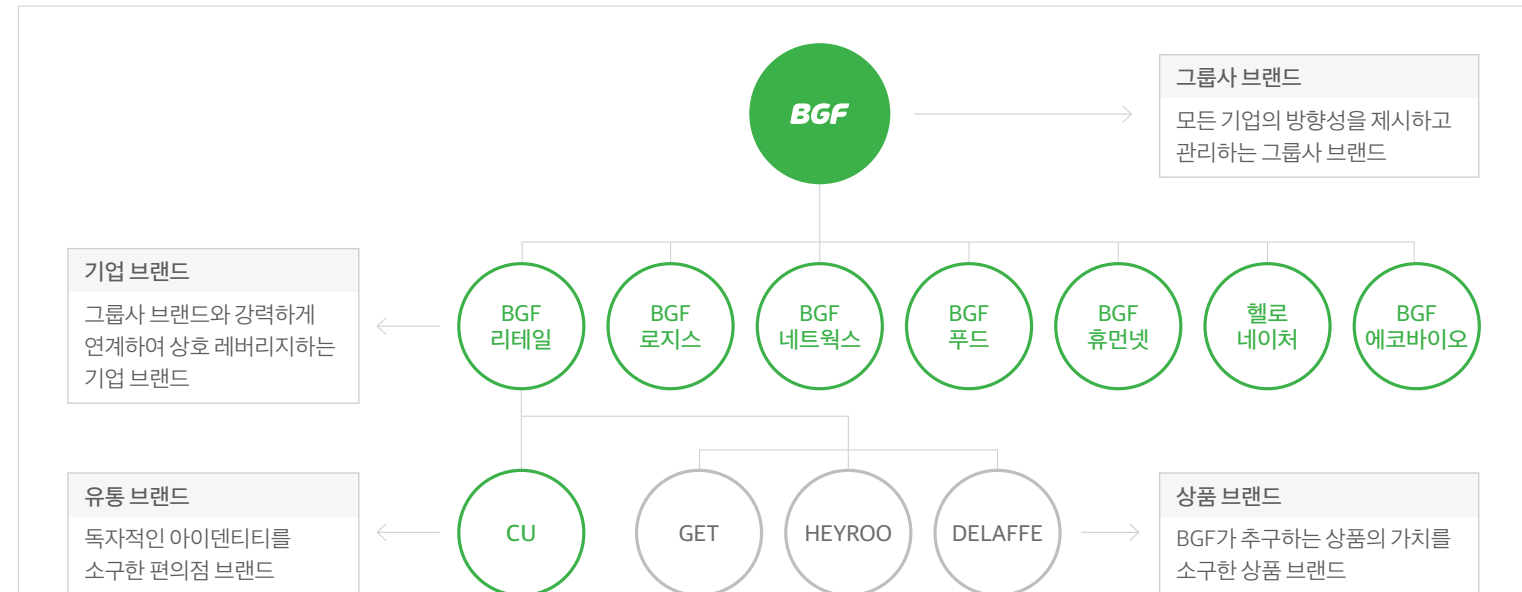 BGF
그룹사 브랜드
모든 기업의 방향성을 제시하고
관리하는 그룹사 브랜드
기업 브랜드
그룹사 브랜드와 강력하게
연계하여 상호 레버리지하는
기업 브랜드
BGF
리테일
BGF
로지스
BGF
네트웍스
BGF
푸드
BGF
휴먼넷
헬로
네이처
BGF
에코바이오
유통 브랜드
독자적인 아이덴티티를
소구한 편의점 브랜드
CU
GET
HEYROO
DELAFFE
상품 브랜드
BGF가 추구하는 상품의 가치를
소구한 상품 브랜드